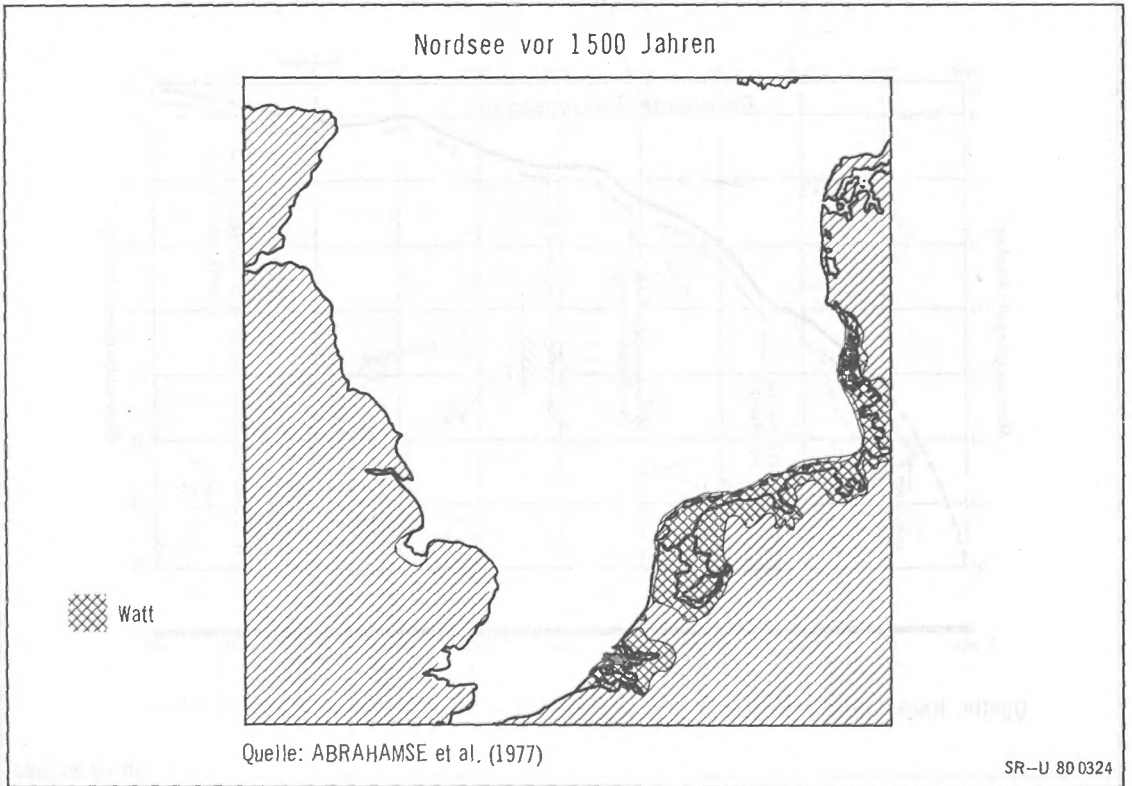 Nordsee vor 1500 Jahren
Watt
Quelle: ABRAHAMSE et al. (1977)
SR–U 80 0324